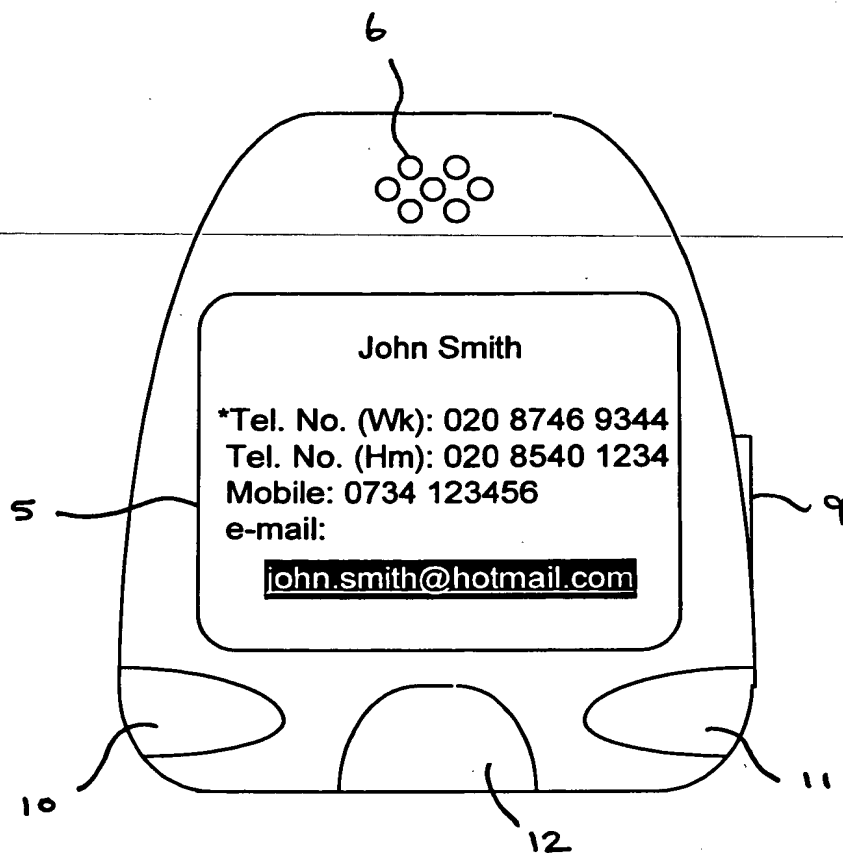 6
John Smith
*Tel. No. (Wk): 020 8746 9344
Tel. No. (Hm): 020 8540 1234
Mobile: 0734 123456
5
9
e-mail:
john.smith@hotmail.com
10
11
12